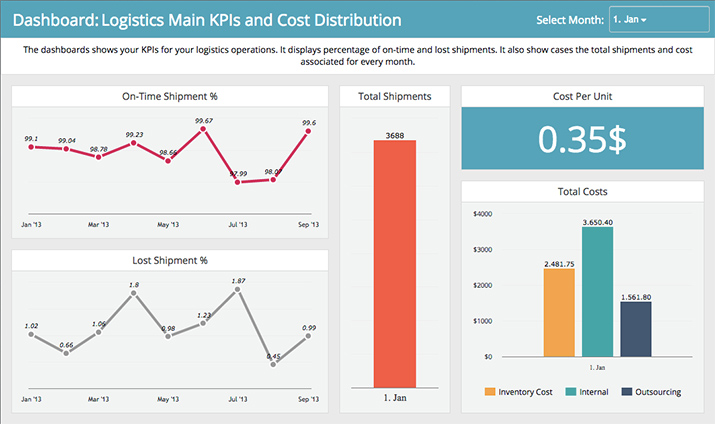 Dashboard: Logistics Main KPIs and Cost Distribution
Select Month: 1. Jan
The dashboards shows your KPIs for your logistics operations. It displays percentage of on-time and lost shipments. It also show cases the total shipments and cost
associated for every month.
On-Time Shipment %
99.1 99.04 98.78 99.23 98.66 99.67 97.99 98.07 99.6
Jan '13 Mar '13 May '13 Jul '13 Sep '13
Lost Shipment %
1.02 0.66 1.06 1.8 0.98 1.23 1.87 0.45 0.99
Jan '13 Mar '13 May '13 Jul '13 Sep '13
Total Shipments
3688
1. Jan
Cost Per Unit
0.35$
Total Costs
$4000
$3000
$2000
$1000
$0
2.481.75 3.650.40 1.561.80
1. Jan
Inventory Cost Internal Outsourcing